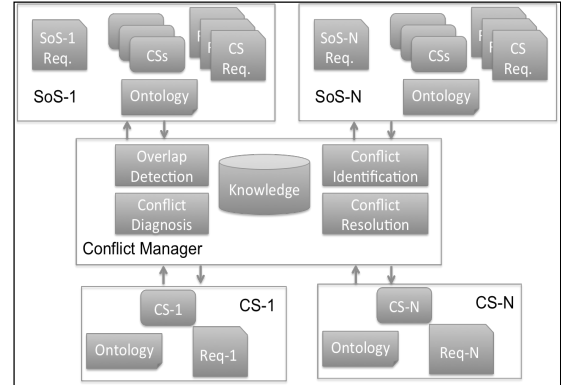 SoS-1
Req.
CSs
CS
Req.
SoS-1
Ontology
SoS-N
Req.
CSs
CS
Req.
SoS-N
Ontology
Overlap
Detection
Knowledge
Conflict
Identification
Conflict
Diagnosis
Conflict
Resolution
Conflict Manager
CS-1
CS-1
Ontology
Req-1
CS-N
CS-N
Ontology
Req-N